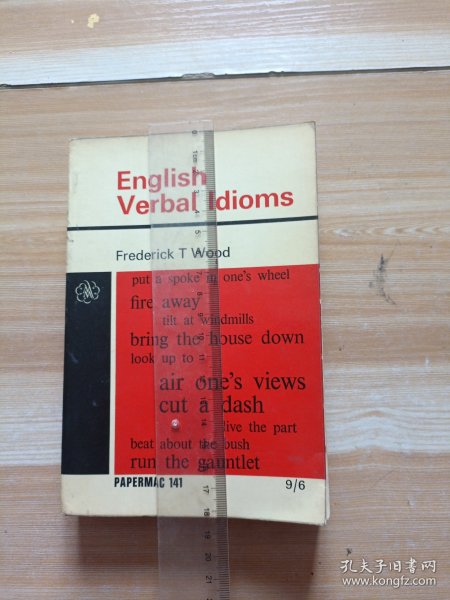 English
Verbal Idioms
Frederick T Wood
put a spoke in one's wheel
fire away
tilt at windmills
bring the house down
look up to
air one's views
cut a dash
live the part
beat about the bush
run the gauntlet
PAPERMAC 141 9/6
孔夫子旧书网
www.kongfz.com